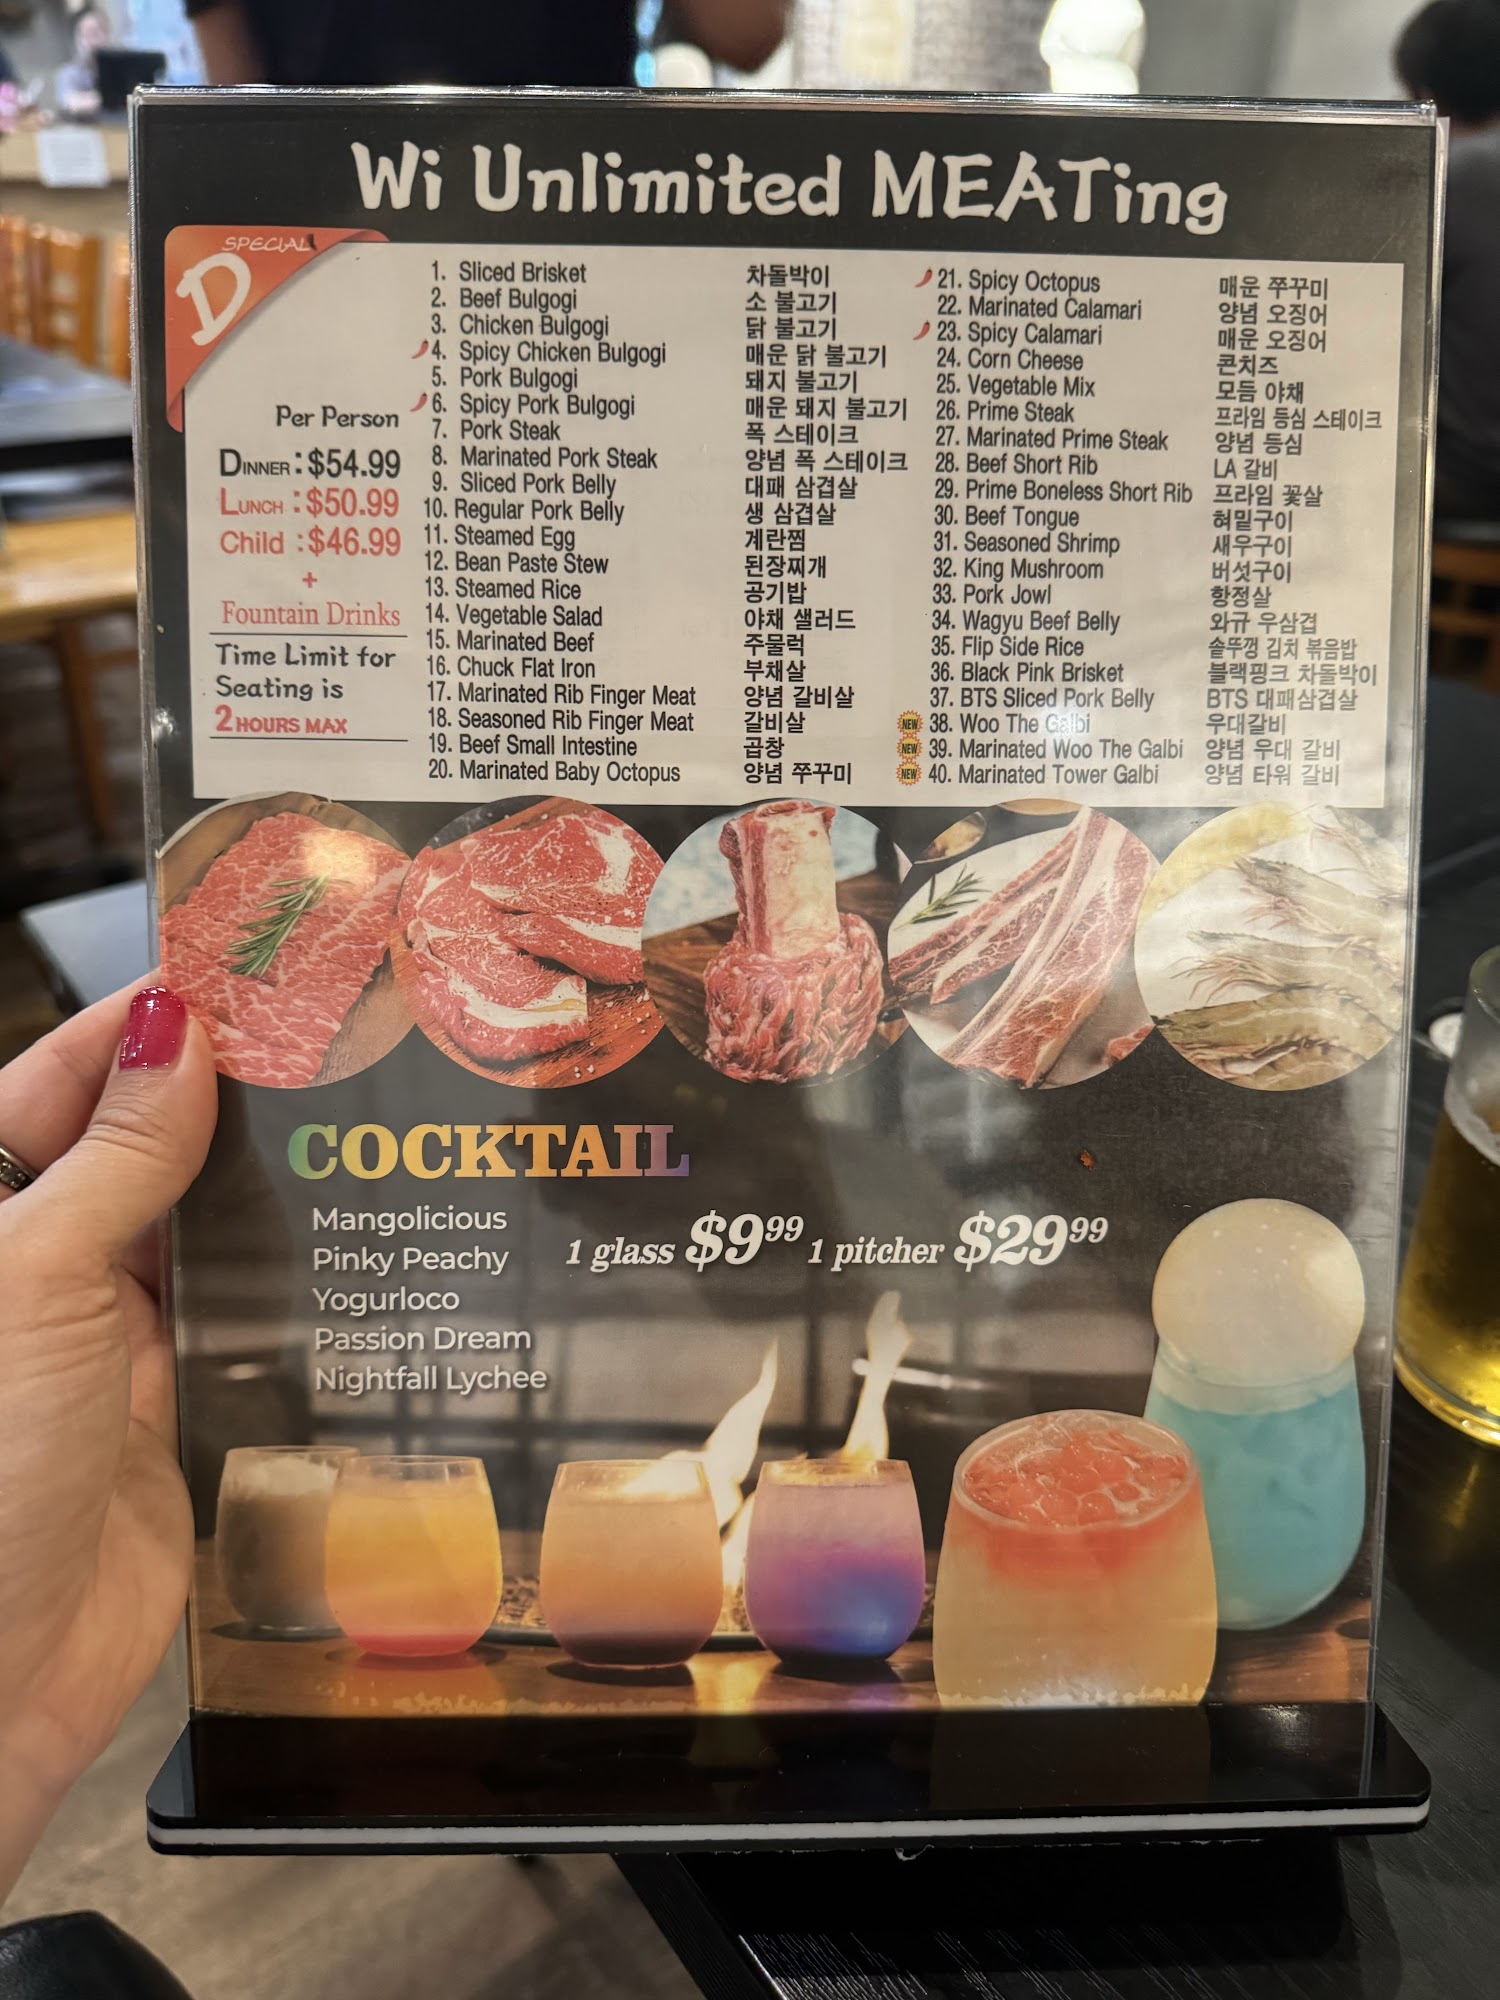 Wi Unlimited MEATing
SPECIAL
D
Per Person
DINNER : $54.99
LUNCH : $50.99
Child : $46.99
+
Fountain Drinks
Time Limit for
Seating is
2 HOURS MAX
1. Sliced Brisket 차돌박이
2. Beef Bulgogi 소 불고기
3. Chicken Bulgogi 닭 불고기
4. Spicy Chicken Bulgogi 매운 닭 불고기
5. Pork Bulgogi 돼지 불고기
6. Spicy Pork Bulgogi 매운 돼지 불고기
7. Pork Steak 폭 스테이크
8. Marinated Pork Steak 양념 폭 스테이크
9. Sliced Pork Belly 대패 삼겹살
10. Regular Pork Belly 생 삼겹살
11. Steamed Egg 계란찜
12. Bean Paste Stew 된장찌개
13. Steamed Rice 공기밥
14. Vegetable Salad 야채 샐러드
15. Marinated Beef 주물럭
16. Chuck Flat Iron 부채살
17. Marinated Rib Finger Meat 양념 갈비살
18. Seasoned Rib Finger Meat 갈비살
19. Beef Small Intestine 곱창
20. Marinated Baby Octopus 양념 쭈꾸미
21. Spicy Octopus 매운 쭈꾸미
22. Marinated Calamari 양념 오징어
23. Spicy Calamari 매운 오징어
24. Corn Cheese 콘치즈
25. Vegetable Mix 모듬 야채
26. Prime Steak 프라임 등심 스테이크
27. Marinated Prime Steak 양념 등심
28. Beef Short Rib LA 갈비
29. Prime Boneless Short Rib 프라임 꽃살
30. Beef Tongue 혀밑구이
31. Seasoned Shrimp 새우구이
32. King Mushroom 버섯구이
33. Pork Jowl 항정살
34. Wagyu Beef Belly 와규 우삼겹
35. Flip Side Rice 솥뚜껑 김치 볶음밥
36. Black Pink Brisket 블랙핑크 차돌박이
37. BTS Sliced Pork Belly BTS 대패삼겹살
NEW 38. Woo The Galbi 우대갈비
NEW 39. Marinated Woo The Galbi 양념 우대 갈비
NEW 40. Marinated Tower Galbi 양념 타워 갈비
COCKTAIL
Mangolicious
Pinky Peachy
Yogurloco
Passion Dream
Nightfall Lychee
1 glass $9.99 1 pitcher $29.99